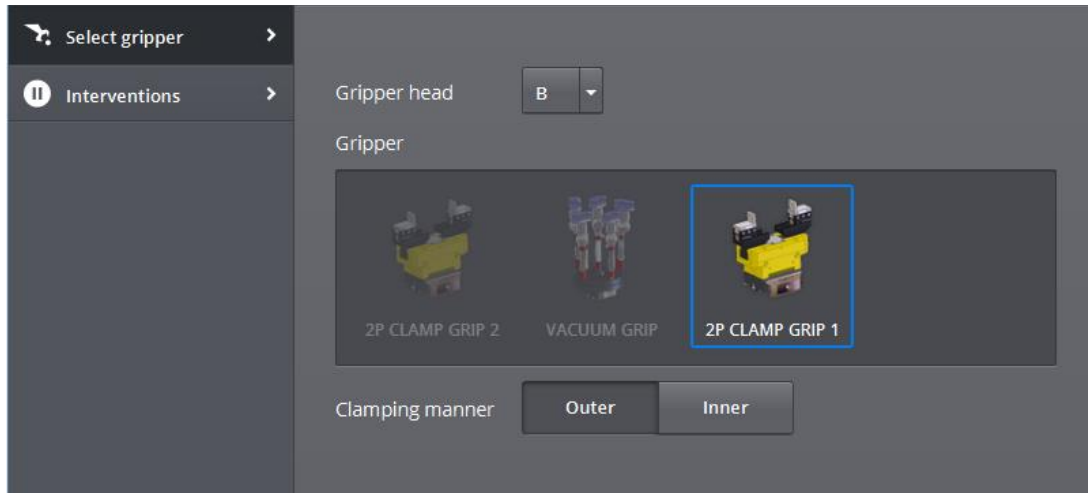 Select gripper
Interventions
Gripper head B
Gripper
2P CLAMP GRIP 2 VACUUM GRIP 2P CLAMP GRIP 1
Clamping manner Outer Inner